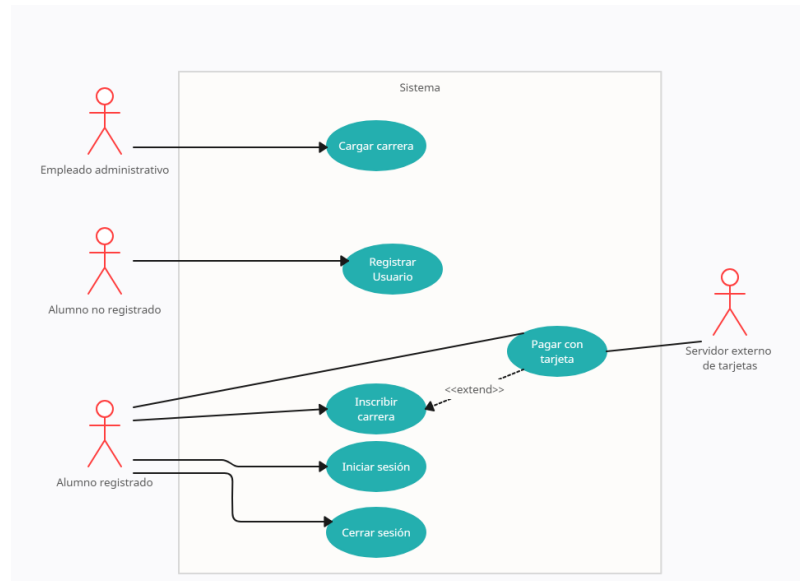 Sistema
Cargar carrera
Empleado administrativo
Registrar
Usuario
Alumno no registrado
Pagar con
tarjeta
Servidor externo
de tarjetas
<<extend>>
Inscribir
carrera
Iniciar sesión
Alumno registrado
Cerrar sesión